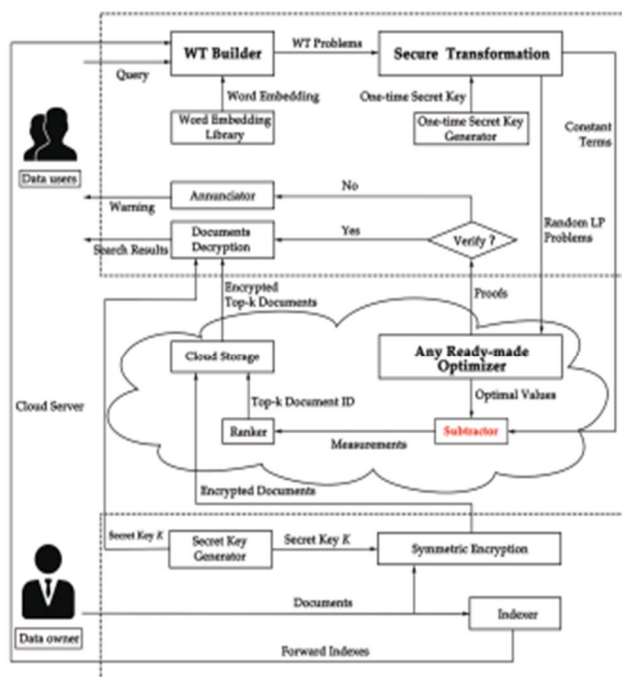 WT Builder
WT Problems
Secure Transformation
Query
Word Embedding
One-time Secret Key
Word Embedding
Library
One-time Secret Key
Generator
Constant
Terms
Data users
Annunciator
No
Warning
Documents
Decryption
Yes
Verify ?
Random LP
Problems
Search Results
Encrypted
Top-k Documents
Proofs
Cloud Storage
Any Ready-made
Optimizer
Cloud Server
Top-k Document ID
Optimal Values
Ranker
Measurements
Subtractor
Encrypted Documents
Secret Key K
Secret Key
Generator
Secret Key K
Symmetric Encryption
Documents
Indexer
Data owner
Forward Indexes